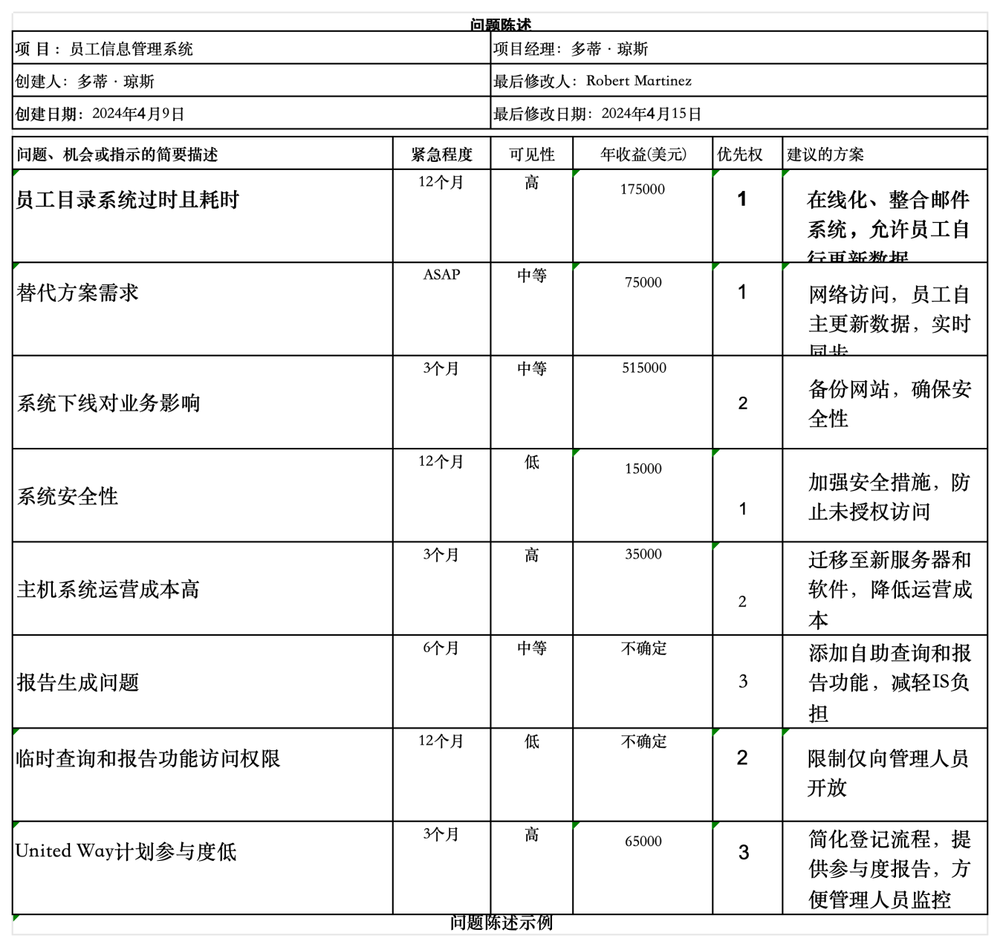 问题陈述
项 目：员工信息管理系统
项目经理：多蒂 · 琼斯
创建人：多蒂 · 琼斯
最后修改人：Robert Martinez
创建日期：2024年4月9日
最后修改日期：2024年4月15日
问题、机会或指示的简要描述 紧急程度 可见性 年收益(美元) 优先权 建议的方案
员工目录系统过时且耗时 12个月 高 175000 1 在线化、整合邮件
系统，允许员工自
行更新数据
替代方案需求 ASAP 中等 75000 1 网络访问，员工自
主更新数据，实时
同步
系统下线对业务影响 3个月 中等 515000 2 备份网站，确保安
全性
系统安全性 12个月 低 15000 1 加强安全措施，防
止未授权访问
主机系统运营成本高 3个月 高 35000 2 迁移至新服务器和
软件，降低运营成
本
报告生成问题 6个月 中等 不确定 3 添加自助查询和报
告功能，减轻IS负
担
临时查询和报告功能访问权限 12个月 低 不确定 2 限制仅向管理人员
开放
United Way计划参与度低 3个月 高 65000 3 简化登记流程，提
供参与度报告，方
便管理人员监控
问题陈述示例